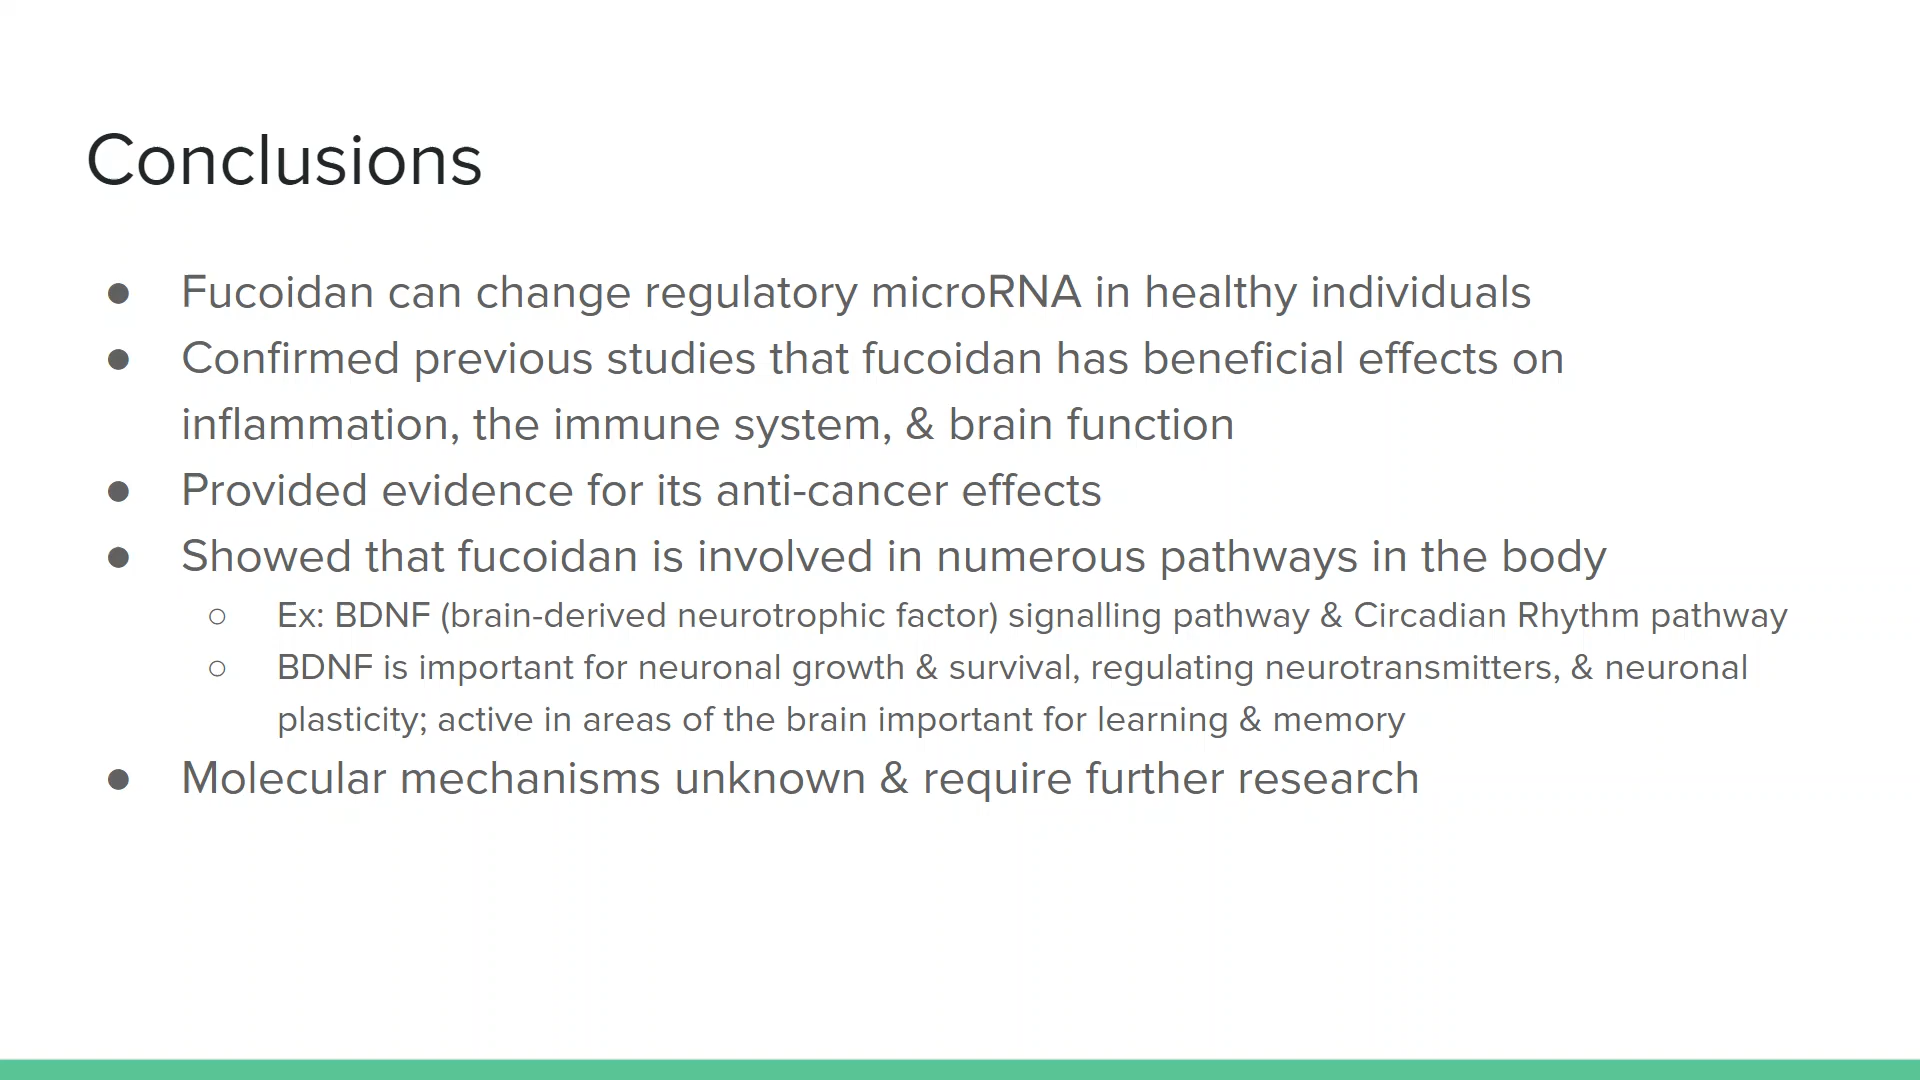 Conclusions
● Fucoidan can change regulatory microRNA in healthy individuals
● Confirmed previous studies that fucoidan has beneficial effects on
inflammation, the immune system, & brain function
● Provided evidence for its anti-cancer effects
● Showed that fucoidan is involved in numerous pathways in the body
○ Ex: BDNF (brain-derived neurotrophic factor) signalling pathway & Circadian Rhythm pathway
○ BDNF is important for neuronal growth & survival, regulating neurotransmitters, & neuronal
plasticity; active in areas of the brain important for learning & memory
● Molecular mechanisms unknown & require further research